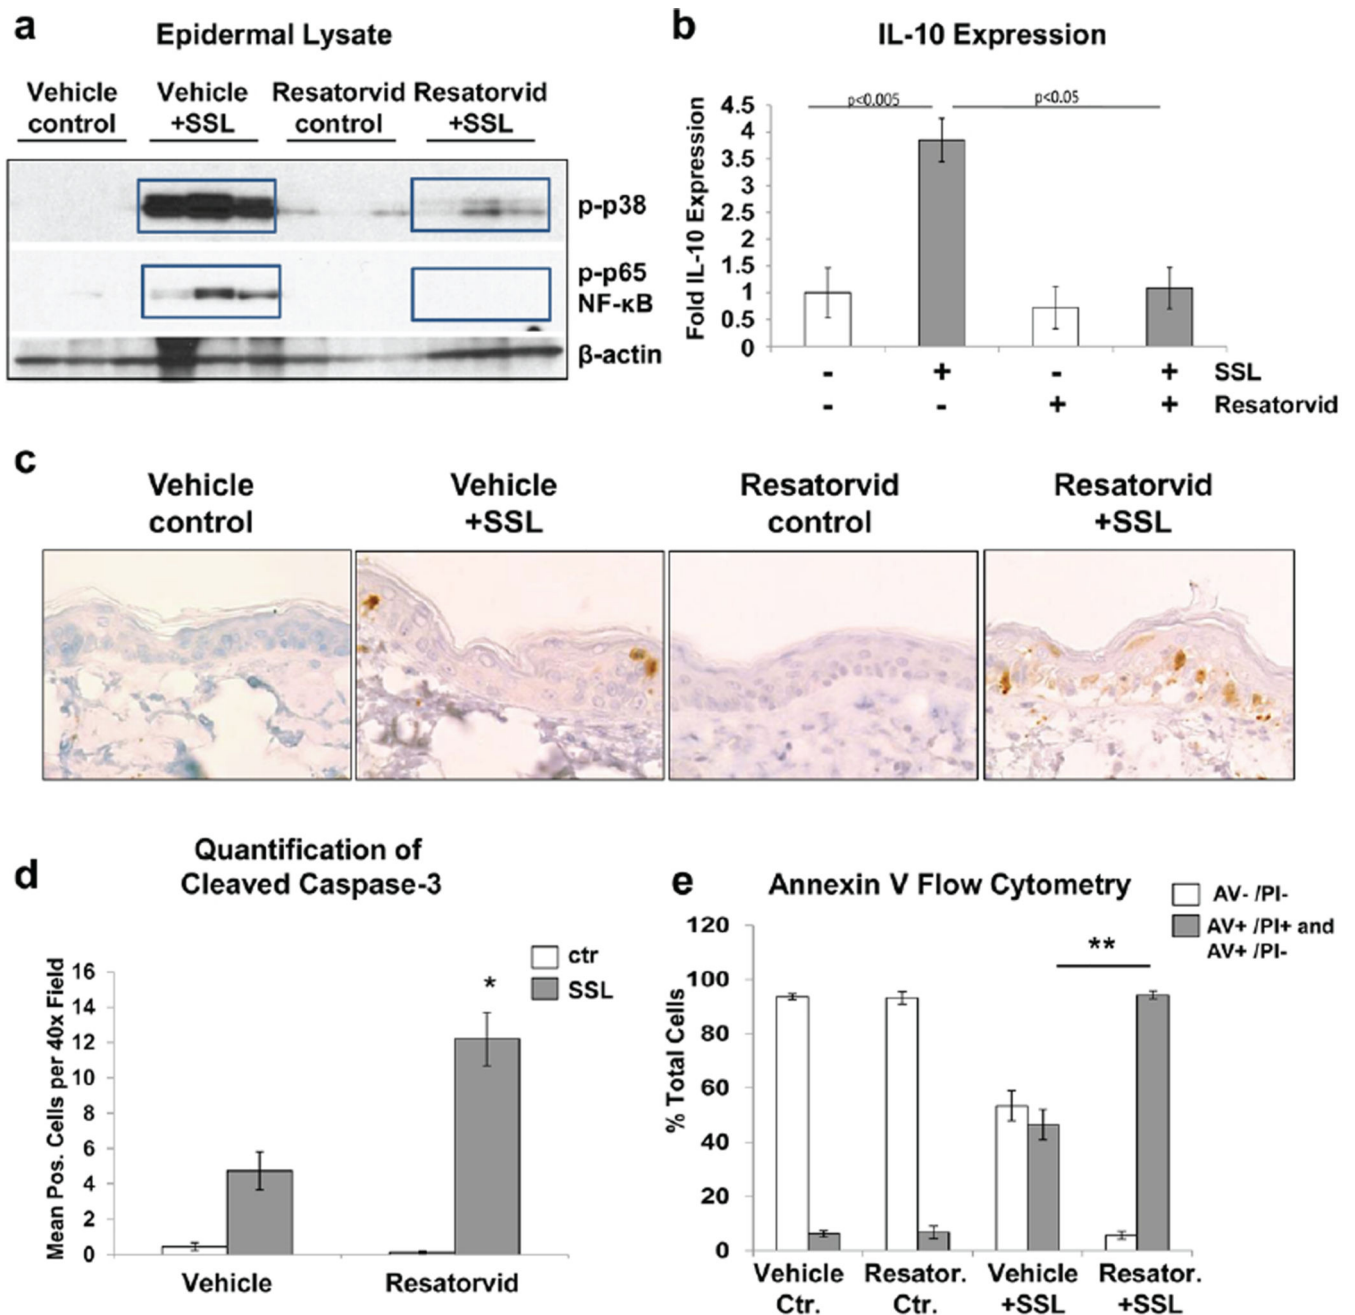 a
Epidermal Lysate
Vehicle control
Vehicle +SSL
Resatorvid control
Resatorvid +SSL
p-p38
p-p65
NF-κB
β-actin
b
IL-10 Expression
Fold IL-10 Expression
4.5
4
3.5
3
2.5
2
1.5
1
0.5
0
p<0.005
p<0.05
- + - + SSL
- - + + Resatorvid
c
Vehicle control
Vehicle +SSL
Resatorvid control
Resatorvid +SSL
d
Quantification of
Cleaved Caspase-3
Mean Pos. Cells per 40x Field
16
14
12
10
8
6
4
2
0
ctr
SSL
*
Vehicle
Resatorvid
e
Annexin V Flow Cytometry
AV- /PI-
AV+ /PI+ and
AV+ /PI-
% Total Cells
120
100
80
60
40
20
0
**
Vehicle Ctr.
Resator. Ctr.
Vehicle +SSL
Resator. +SSL